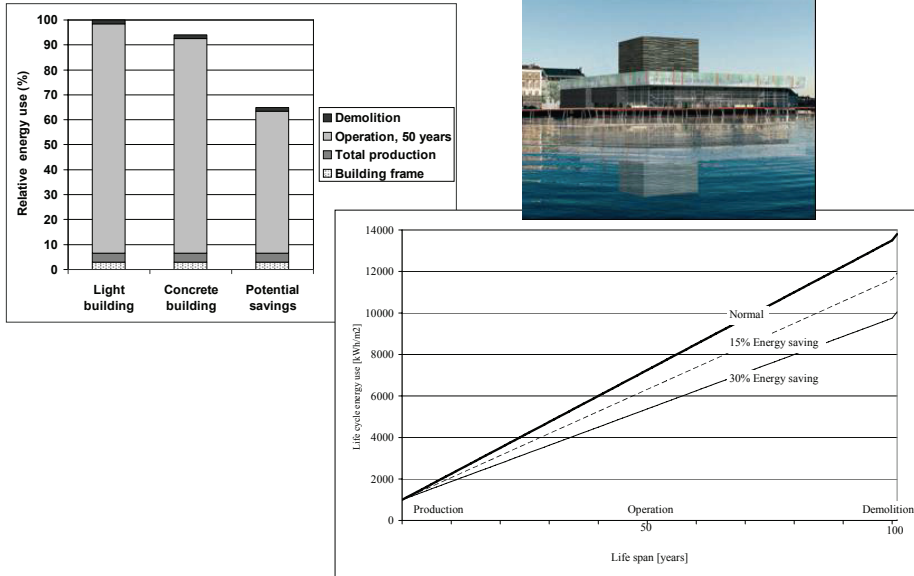 Relative energy use (%)
100
90
80
70
60
50
40
30
20
10
0
Light building
Concrete building
Potential savings
Demolition
Operation, 50 years
Total production
Building frame
Life cycle energy use [kWh/m2]
14000
12000
10000
8000
6000
4000
2000
0
Normal
15% Energy saving
30% Energy saving
Production
Operation
Demolition
50
100
Life span [years]